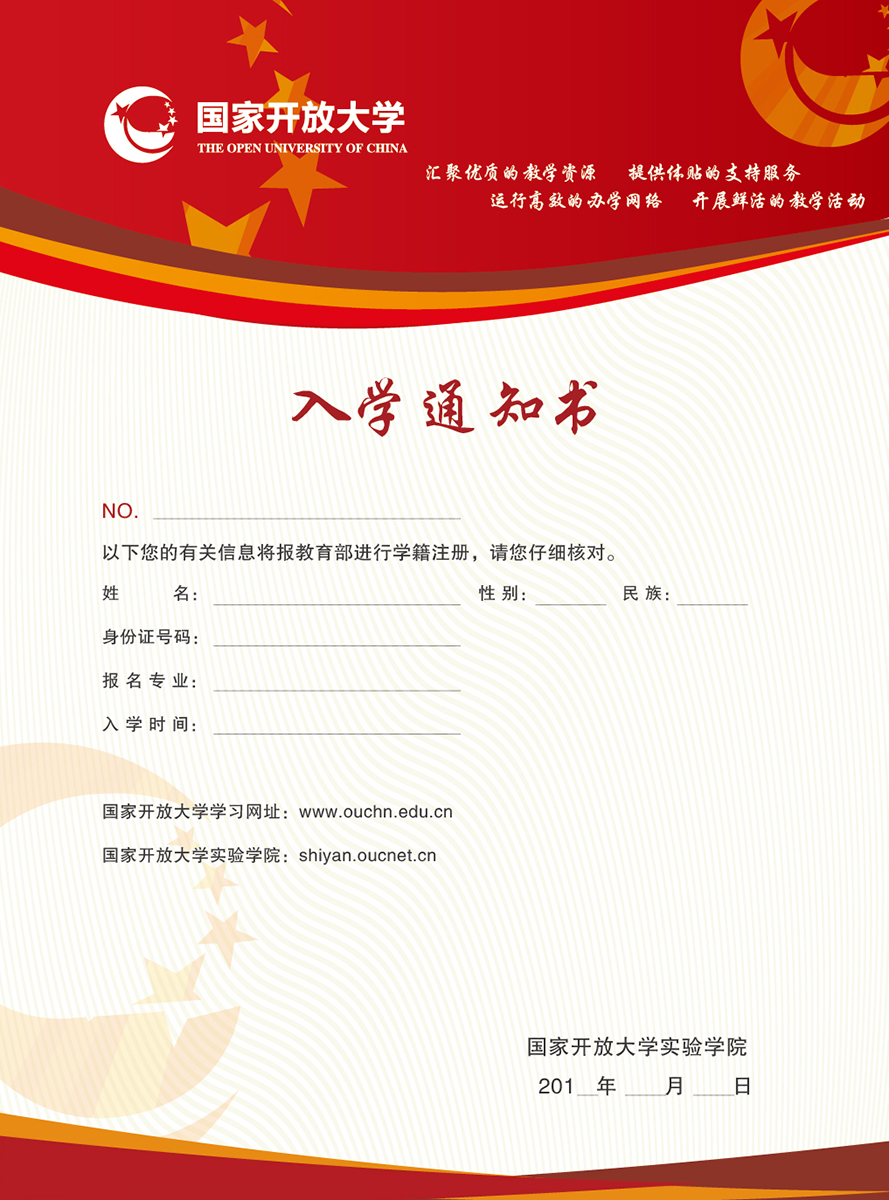 国家开放大学
THE OPEN UNIVERSITY OF CHINA
汇聚优质的教学资源 提供体贴的支持服务
运行高效的办学网络 开展鲜活的教学活动
入学通知书
NO.
以下您的有关信息将报教育部进行学籍注册，请您仔细核对。
姓 名： 性别： 民族：
身份证号码：
报名专业：
入学时间：
国家开放大学学习网址：www.ouchn.edu.cn
国家开放大学实验学院：shiyan.oucnet.cn
国家开放大学实验学院
201__年 ____月 ____日